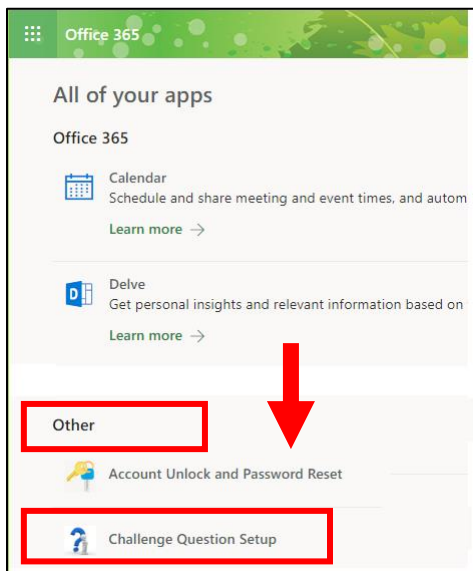 Office 365
All of your apps
Office 365
Calendar
Schedule and share meeting and event times, and autom
Learn more →
Delve
Get personal insights and relevant information based on
Learn more →
Other
Account Unlock and Password Reset
Challenge Question Setup